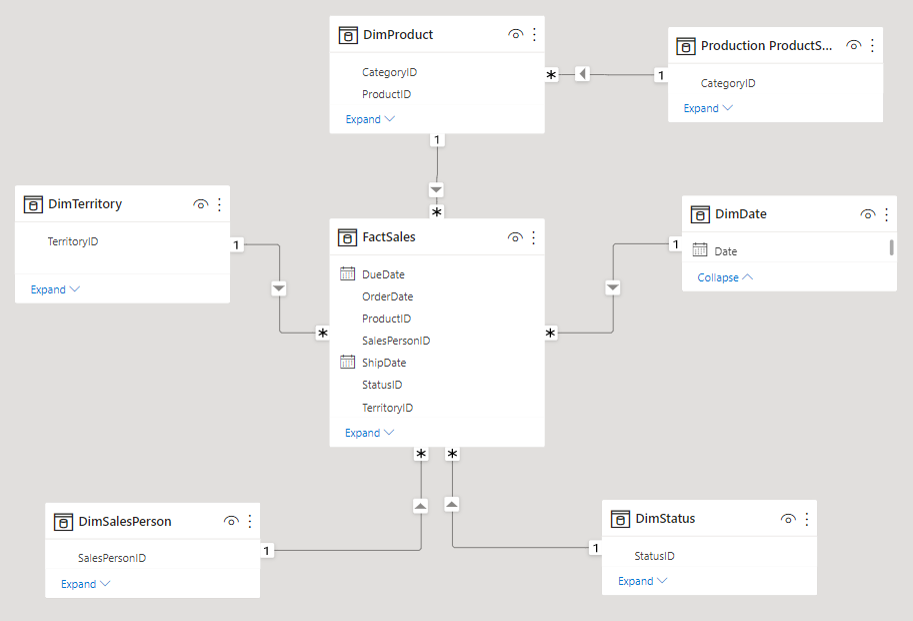 DimProduct
CategoryID
ProductID
Expand
*
1
Production ProductS...
CategoryID
Expand
1
*
DimTerritory
TerritoryID
Expand
1
*
FactSales
DueDate
OrderDate
ProductID
SalesPersonID
ShipDate
StatusID
TerritoryID
Expand
*
DimDate
Date
Collapse
1
*
*
DimSalesPerson
SalesPersonID
Expand
1
DimStatus
StatusID
Expand
1